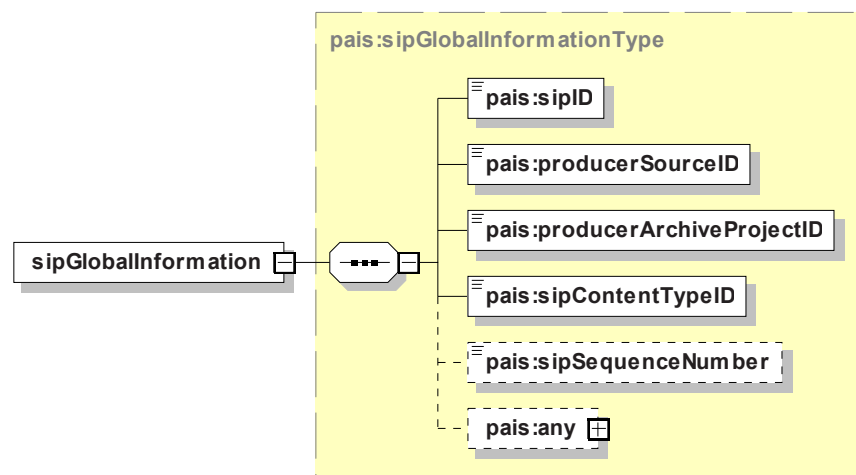 pais:sipGlobalInformationType
pais:sipID
pais:producerSourceID
pais:producerArchiveProjectID
sipGlobalInformation
pais:sipContentTypeID
pais:sipSequenceNumber
pais:any